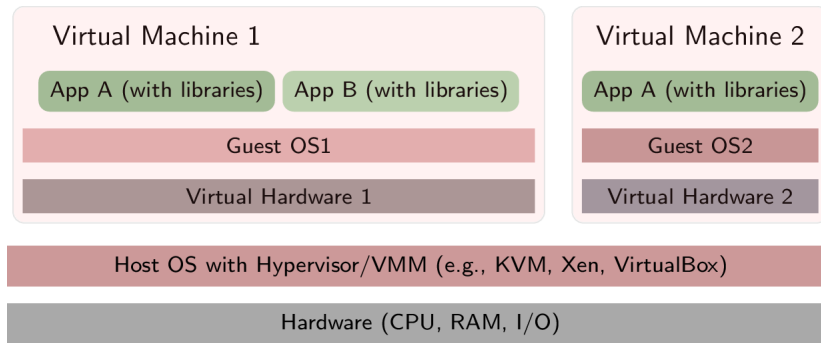 Virtual Machine 1
Virtual Machine 2
App A (with libraries)
App B (with libraries)
App A (with libraries)
Guest OS1
Guest OS2
Virtual Hardware 1
Virtual Hardware 2
Host OS with Hypervisor/VMM (e.g., KVM, Xen, VirtualBox)
Hardware (CPU, RAM, I/O)